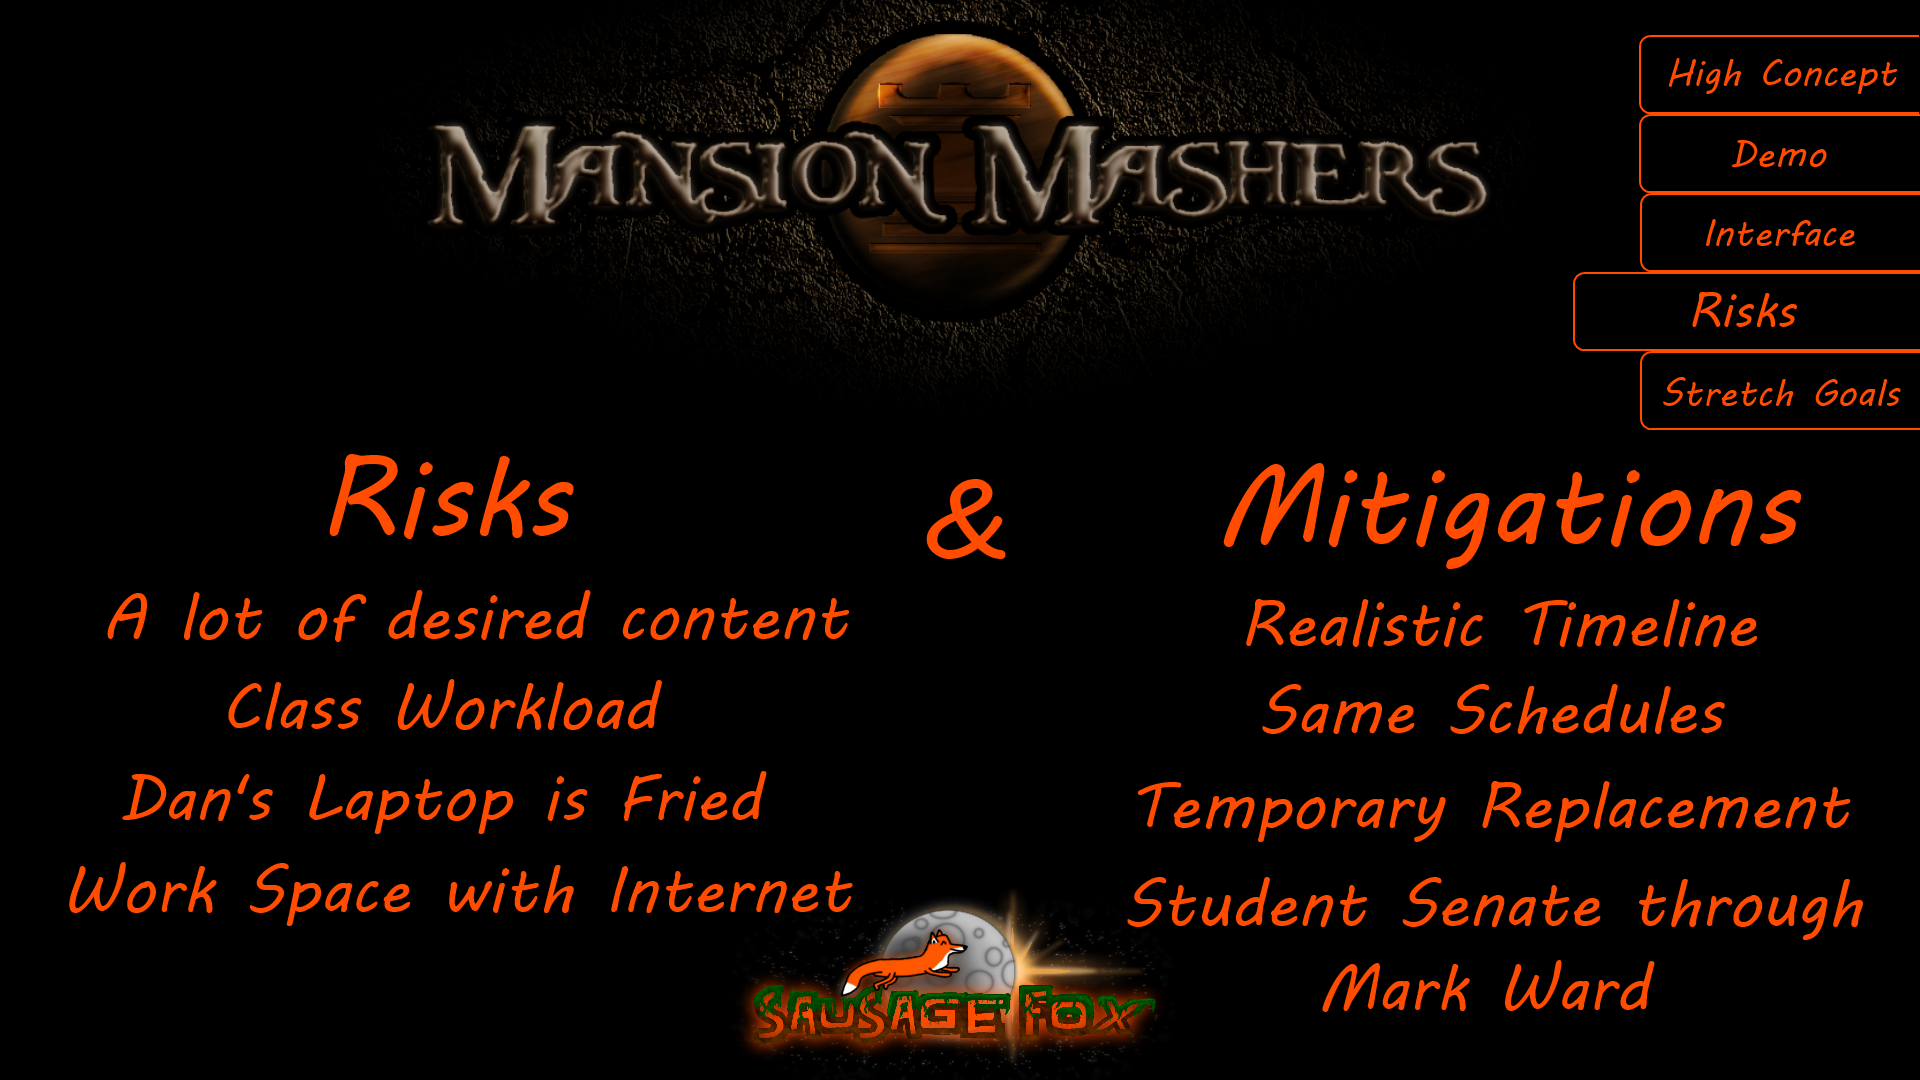 Mansion Mashers
High Concept
Demo
Interface
Risks
Stretch Goals
Risks & Mitigations
A lot of desired content
Realistic Timeline
Class Workload
Same Schedules
Dan's Laptop is Fried
Temporary Replacement
Work Space with Internet
Student Senate through
Mark Ward
Sausage Fox